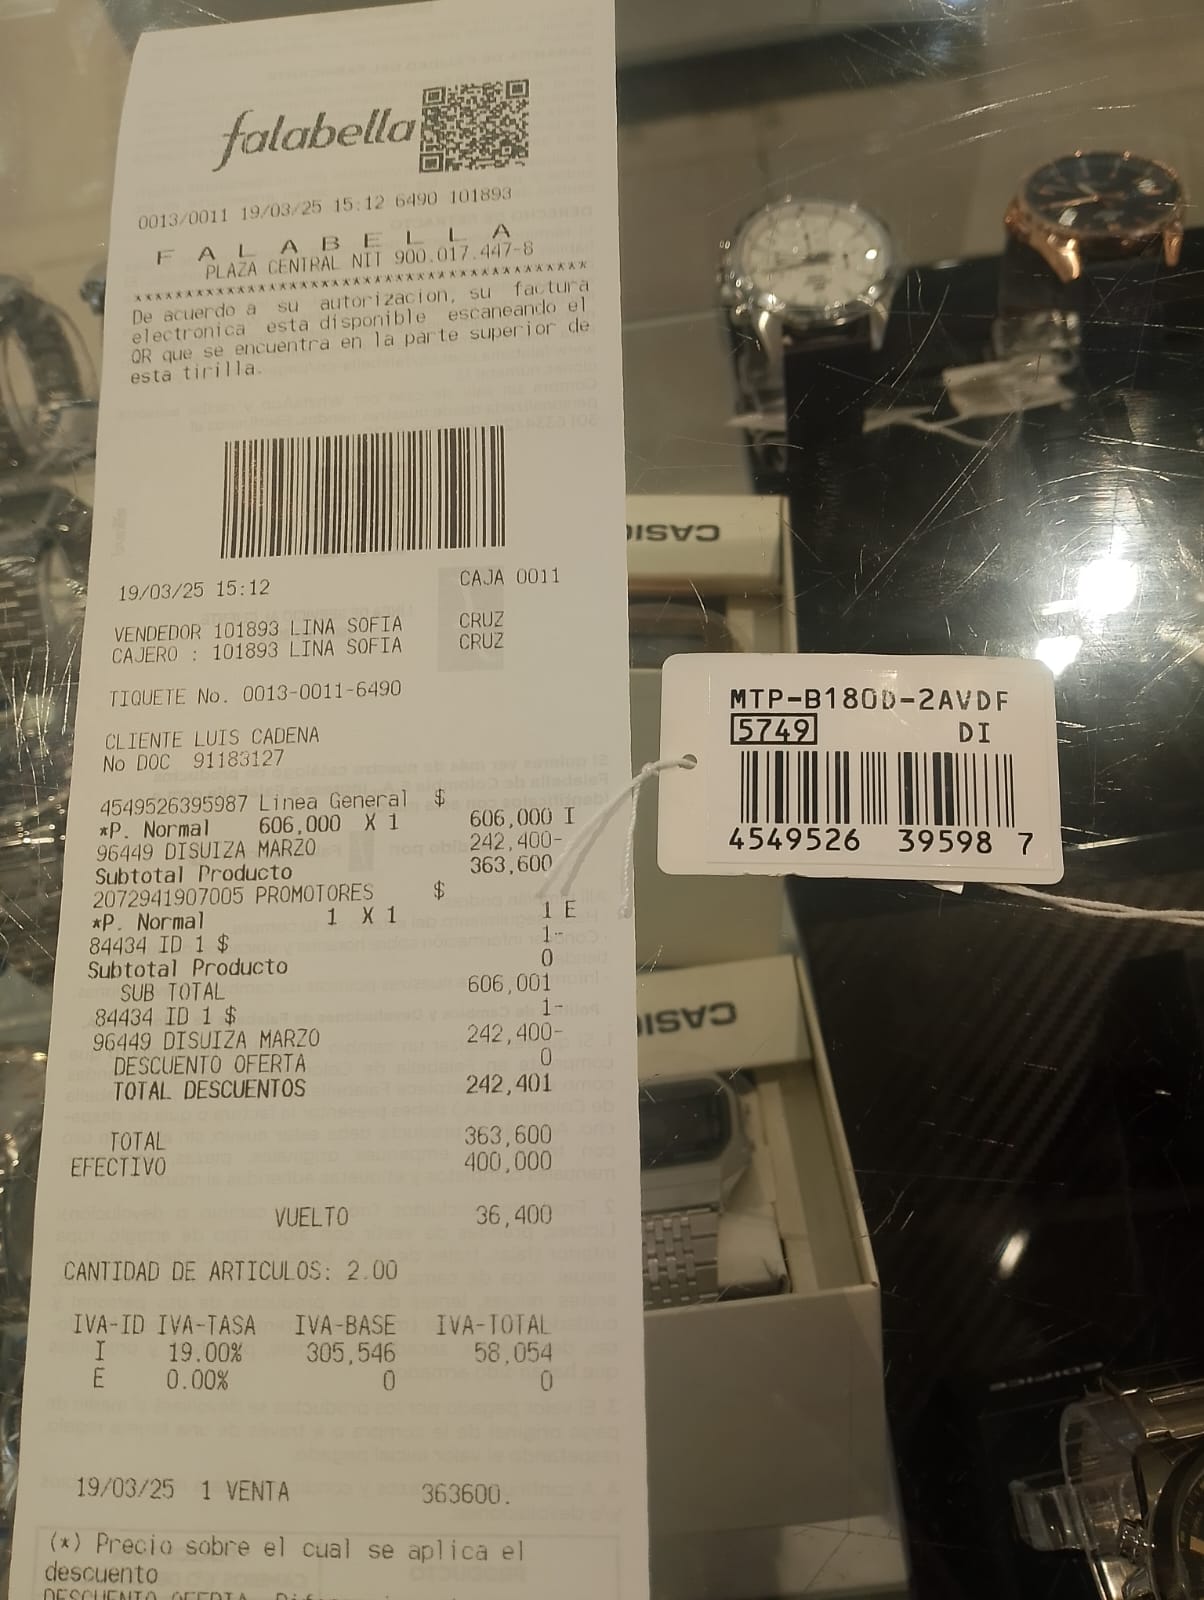 falabella
0013/0011 19/03/25 15:12 6490 101893
F A L A B E L L A
PLAZA CENTRAL NIT 900.017.447-8
****************************************
De acuerdo a su autorizacion, su factura
electronica esta disponible escaneando el
QR que se encuentra en la parte superior de
esta tirilla.
19/03/25 15:12 CAJA 0011
VENDEDOR 101893 LINA SOFIA CRUZ
CAJERO : 101893 LINA SOFIA CRUZ
TIQUETE No. 0013-0011-6490
CLIENTE LUIS CADENA
No DOC 91183127
4549526395987 Linea General $
*P. Normal 606,000 X 1 606,000 I
96449 DISUIZA MARZO 242,400-
Subtotal Producto 363,600
2072941907005 PROMOTORES $
*P. Normal 1 X 1 1 E
84434 ID 1 $ 1-
Subtotal Producto 0
SUB TOTAL 606,001
84434 ID 1 $ 1-
96449 DISUIZA MARZO 242,400-
DESCUENTO OFERTA 0
TOTAL DESCUENTOS 242,401
TOTAL 363,600
EFECTIVO 400,000
VUELTO 36,400
CANTIDAD DE ARTICULOS: 2.00
IVA-ID IVA-TASA IVA-BASE IVA-TOTAL
I 19.00% 305,546 58,054
E 0.00% 0 0
19/03/25 1 VENTA 363600.
(*) Precio sobre el cual se aplica el
descuento
DESCUENTO OFERTA
MTP-B180D-2AVDF
5749 DI
4549526 39598 7
CASIO
CASIO
EDIFICE